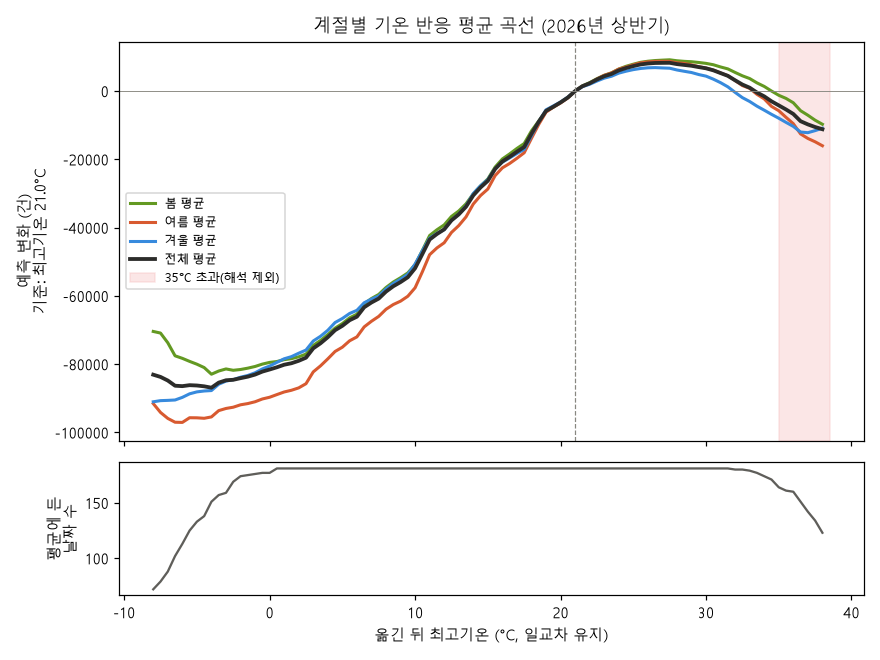 계절별 기온 반응 평균 곡선 (2026년 상반기)
예측 변화 (건)
기준: 최고기온 21.0°C
0
-20000
-40000
-60000
-80000
-100000
봄 평균
여름 평균
겨울 평균
전체 평균
35°C 초과(해석 제외)
평균에 든
날짜 수
150
100
-10
0
10
20
30
40
옮긴 뒤 최고기온 (°C, 일교차 유지)